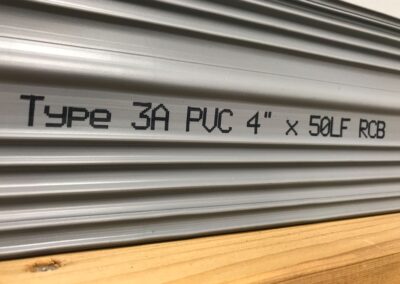 Type 3A PVC 4" x 50LF RCB